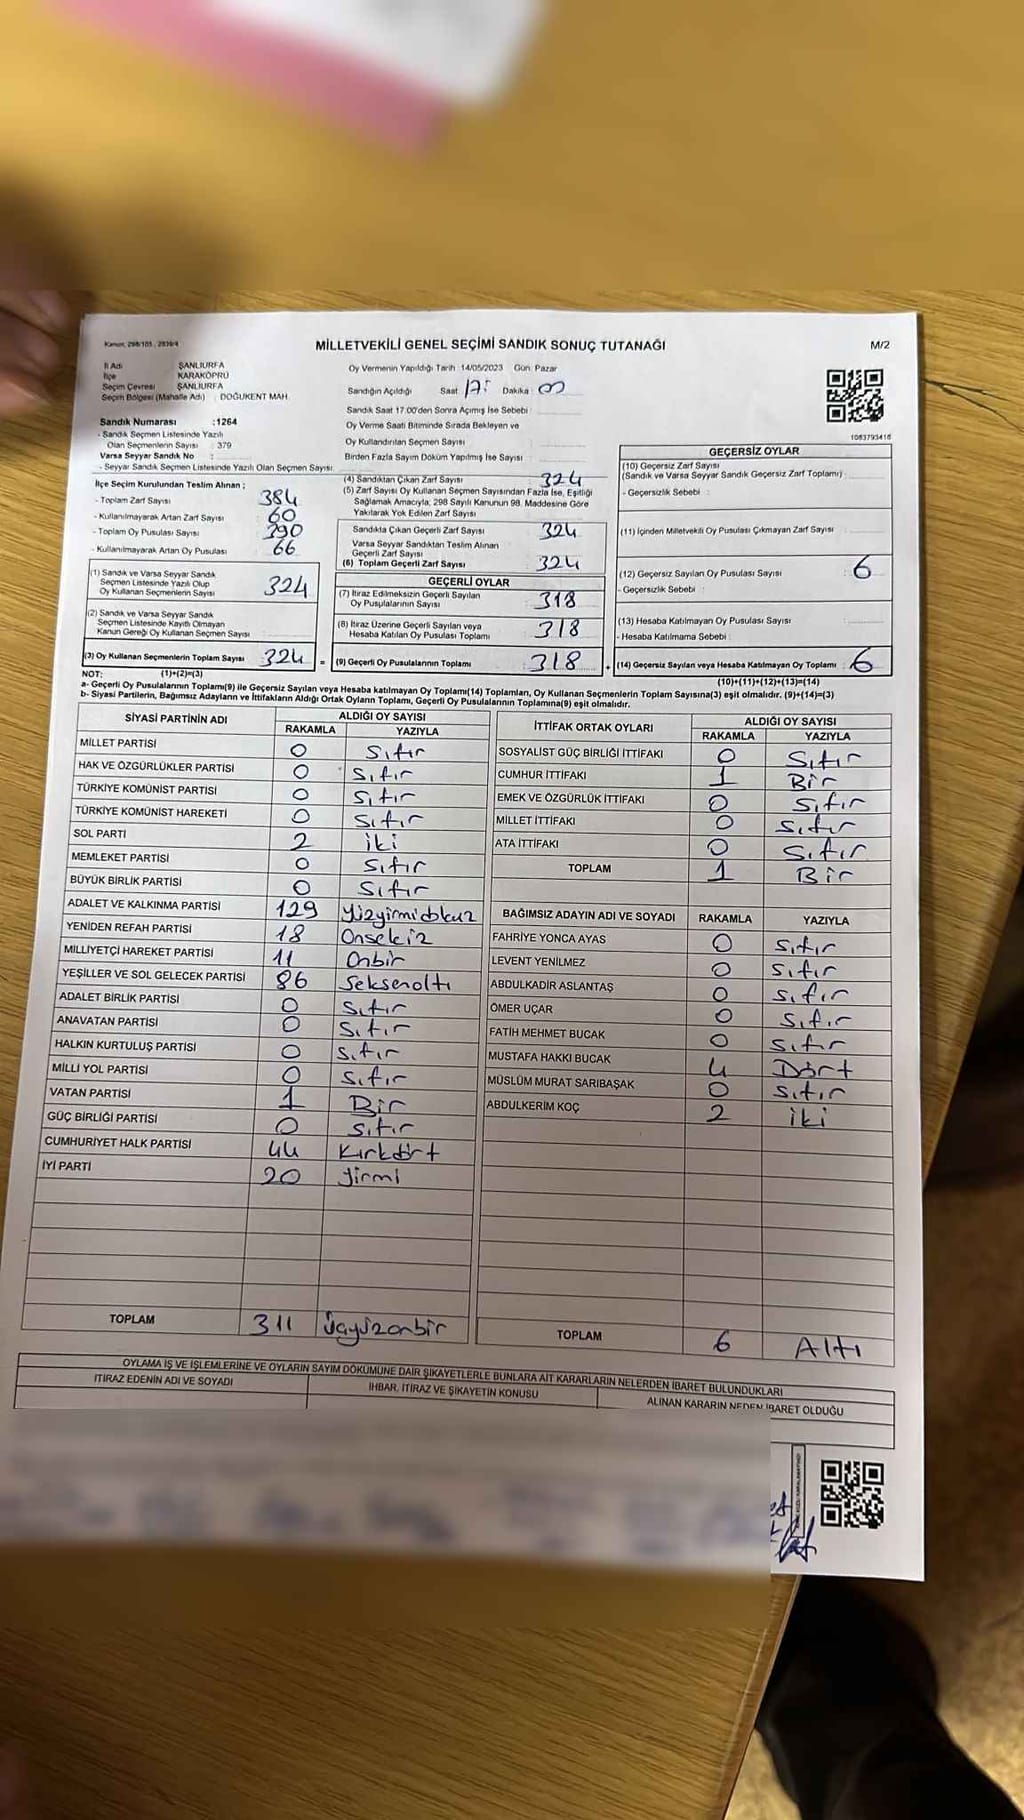 Kanun: 298/105 , 2839/4
MİLLETVEKİLİ GENEL SEÇİMİ SANDIK SONUÇ TUTANAĞI
M/2
İl Adı : ŞANLIURFA
İlçe : KARAKÖPRÜ
Seçim Çevresi : ŞANLIURFA
Seçim Bölgesi (Mahalle Adı) : DOĞUKENT MAH.
Sandık Numarası :1264
- Sandık Seçmen Listesinde Yazılı
Olan Seçmenlerin Sayısı : 379
Varsa Seyyar Sandık No :
- Seyyar Sandık Seçmen Listesinde Yazılı Olan Seçmen Sayısı:
Oy Vermenin Yapıldığı Tarih: 14/05/2023 Gün: Pazar
Sandığın Açıldığı Saat 17: Dakika: 00
Sandık Saat 17.00'den Sonra Açımış İse Sebebi :
Oy Verme Saati Bitiminde Sırada Bekleyen ve
Oy Kullandırılan Seçmen Sayısı
Birden Fazla Sayım Döküm Yapılmış İse Sayısı :
1083793416
İlçe Seçim Kurulundan Teslim Alınan ;
- Toplam Zarf Sayısı 384
- Kullanılmayarak Artan Zarf Sayısı 60
- Toplam Oy Pusulası Sayısı 390
- Kullanılmayarak Artan Oy Pusulası 66
(1) Sandık ve Varsa Seyyar Sandık
Seçmen Listesinde Yazılı Olup
Oy Kullanan Seçmenlerin Sayısı 324
(2) Sandık ve Varsa Seyyar Sandık
Seçmen Listesinde Kayıtlı Olmayan
Kanun Gereği Oy Kullanan Seçmen Sayısı
(3) Oy Kullanan Seçmenlerin Toplam Sayısı 324 =
(4) Sandıktan Çıkan Zarf Sayısı 324
(5) Zarf Sayısı Oy Kullanan Seçmen Sayısından Fazla İse, Eşitliği
Sağlamak Amacıyla, 298 Sayılı Kanunun 98. Maddesine Göre
Yakılarak Yok Edilen Zarf Sayısı
Sandıkta Çıkan Geçerli Zarf Sayısı 324
Varsa Seyyar Sandıktan Teslim Alınan
Geçerli Zarf Sayısı
(6) Toplam Geçerli Zarf Sayısı 324
GEÇERLİ OYLAR
(7) İtiraz Edilmeksizin Geçerli Sayılan
Oy Pusulalarının Sayısı 318
(8) İtiraz Üzerine Geçerli Sayılan veya
Hesaba Katılan Oy Pusulası Toplamı 318
(9) Geçerli Oy Pusulalarının Toplamı 318 +
GEÇERSİZ OYLAR
(10) Geçersiz Zarf Sayısı
(Sandık ve Varsa Seyyar Sandık Geçersiz Zarf Toplamı) :
- Geçersizlik Sebebi :
(11) İçinden Milletvekili Oy Pusulası Çıkmayan Zarf Sayısı
(12) Geçersiz Sayılan Oy Pusulası Sayısı 6
- Geçersizlik Sebebi :
(13) Hesaba Katılmayan Oy Pusulası Sayısı
- Hesaba Katılmama Sebebi :
(14) Geçersiz Sayılan veya Hesaba Katılmayan Oy Toplamı 6
NOT: (1)+(2)=(3) (10)+(11)+(12)+(13)=(14)
a- Geçerli Oy Pusulalarının Toplamı(9) ile Geçersiz Sayılan veya Hesaba katılmayan Oy Toplamı(14) Toplamları, Oy Kullanan Seçmenlerin Toplam Sayısına(3) eşit olmalıdır. (9)+(14)=(3)
b- Siyasi Partilerin, Bağımsız Adayların ve İttifakların Aldığı Ortak Oyların Toplamı, Geçerli Oy Pusulalarının Toplamına(9) eşit olmalıdır.
SİYASİ PARTİNİN ADI ALDIĞI OY SAYISI
RAKAMLA YAZIYLA
MİLLET PARTİSİ 0 Sıfır
HAK VE ÖZGÜRLÜKLER PARTİSİ 0 Sıfır
TÜRKİYE KOMÜNİST PARTİSİ 0 Sıfır
TÜRKİYE KOMÜNİST HAREKETİ 0 Sıfır
SOL PARTİ 2 iki
MEMLEKET PARTİSİ 0 Sıfır
BÜYÜK BİRLİK PARTİSİ 0 Sıfır
ADALET VE KALKINMA PARTİSİ 129 Yüzyirmidokuz
YENİDEN REFAH PARTİSİ 18 Onsekiz
MİLLİYETÇİ HAREKET PARTİSİ 11 Onbir
YEŞİLLER VE SOL GELECEK PARTİSİ 86 Seksenaltı
ADALET BİRLİK PARTİSİ 0 Sıfır
ANAVATAN PARTİSİ 0 Sıfır
HALKIN KURTULUŞ PARTİSİ 0 Sıfır
MİLLİ YOL PARTİSİ 0 Sıfır
VATAN PARTİSİ 1 Bir
GÜÇ BİRLİĞİ PARTİSİ 0 Sıfır
CUMHURİYET HALK PARTİSİ 44 Kırkdört
İYİ PARTİ 20 Yirmi
TOPLAM 311 Üçyüzonbir
İTTİFAK ORTAK OYLARI ALDIĞI OY SAYISI
RAKAMLA YAZIYLA
SOSYALİST GÜÇ BİRLİĞİ İTTİFAKI 0 Sıfır
CUMHUR İTTİFAKI 1 Bir
EMEK VE ÖZGÜRLÜK İTTİFAKI 0 Sıfır
MİLLET İTTİFAKI 0 Sıfır
ATA İTTİFAKI 0 Sıfır
TOPLAM 1 Bir
BAĞIMSIZ ADAYIN ADI VE SOYADI RAKAMLA YAZIYLA
FAHRİYE YONCA AYAS 0 Sıfır
LEVENT YENİLMEZ 0 Sıfır
ABDULKADİR ASLANTAŞ 0 Sıfır
ÖMER UÇAR 0 Sıfır
FATİH MEHMET BUCAK 0 Sıfır
MUSTAFA HAKKI BUCAK 4 Dört
MÜSLÜM MURAT SARIBAŞAK 0 Sıfır
ABDULKERİM KOÇ 2 iki
TOPLAM 6 Altı
OYLAMA İŞ VE İŞLEMLERİNE VE OYLARIN SAYIM DÖKÜMÜNE DAİR ŞİKAYETLERLE BUNLARA AİT KARARLARIN NELERDEN İBARET BULUNDUKLARI
İTİRAZ EDENİN ADI VE SOYADI İHBAR, İTİRAZ VE ŞİKAYETİN KONUSU ALINAN KARARIN NEDEN İBARET OLDUĞU